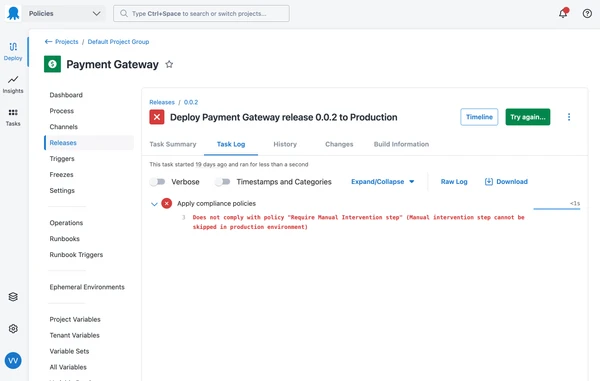 Policies
Type Ctrl+Space to search or switch projects...
Deploy
Insights
Tasks
VV
Projects / Default Project Group
Payment Gateway
Dashboard
Process
Channels
Releases
Triggers
Freezes
Settings
Operations
Runbooks
Runbook Triggers
Ephemeral Environments
Project Variables
Tenant Variables
Variable Sets
All Variables
Releases / 0.0.2
Deploy Payment Gateway release 0.0.2 to Production
Timeline
Try again...
Task Summary
Task Log
History
Changes
Build Information
This task started 19 days ago and ran for less than a second
Verbose
Timestamps and Categories
Expand/Collapse
Raw Log
Download
Apply compliance policies
<1s
3 Does not comply with policy "Require Manual Intervention step" (Manual intervention step cannot be
skipped in production environment)